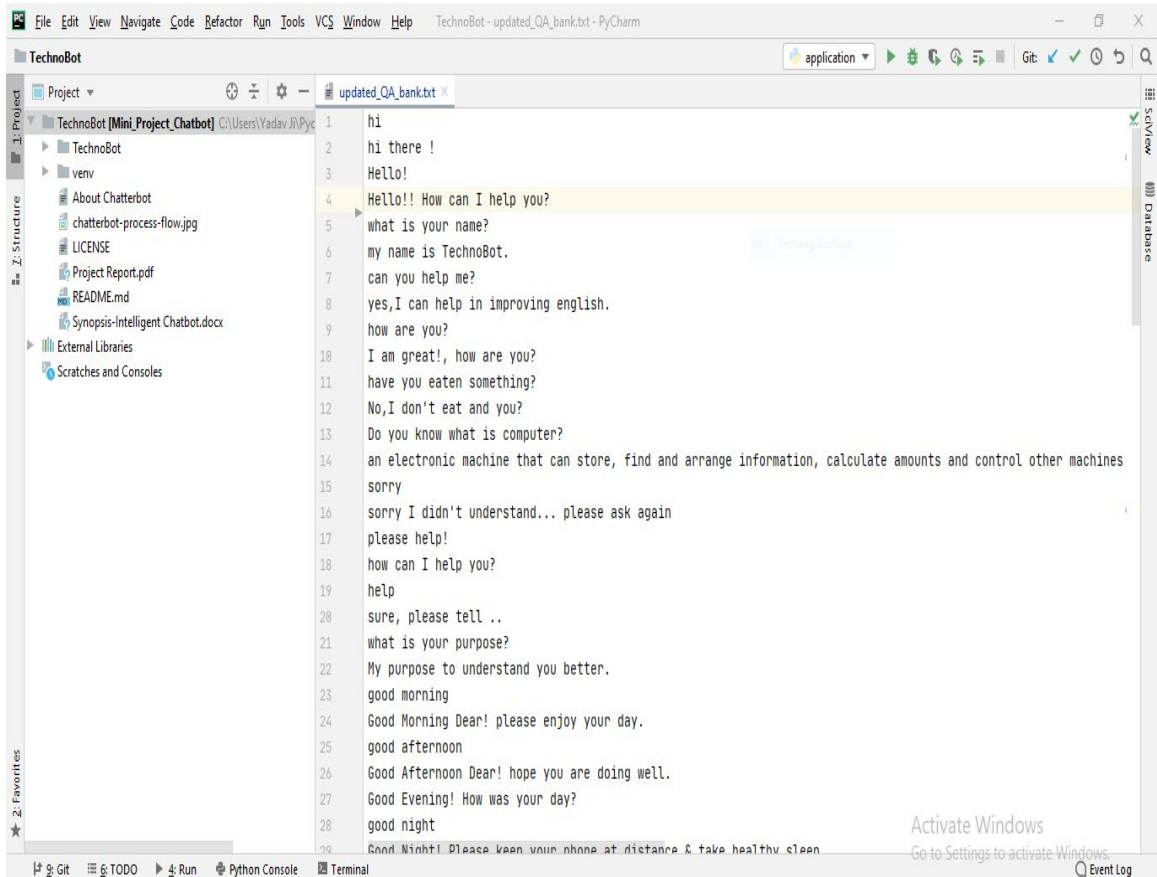 PC File Edit View Navigate Code Refactor Run Tools VCS Window Help TechnoBot - updated_QA_bank.txt - PyCharm
TechnoBot application Git:
1: Project
Project
updated_QA_bank.txt
TechnoBot [Mini_Project_Chatbot] C:\Users\Yadav Ji\Pyc
TechnoBot
venv
About Chatterbot
chatterbot-process-flow.jpg
LICENSE
Project Report.pdf
README.md
Synopsis-Intelligent Chatbot.docx
External Libraries
Scratches and Consoles
Z: Structure
2: Favorites
1 hi
2 hi there !
3 Hello!
4 Hello!! How can I help you?
5 what is your name?
6 my name is TechnoBot.
7 can you help me?
8 yes,I can help in improving english.
9 how are you?
10 I am great!, how are you?
11 have you eaten something?
12 No,I don't eat and you?
13 Do you know what is computer?
14 an electronic machine that can store, find and arrange information, calculate amounts and control other machines
15 sorry
16 sorry I didn't understand... please ask again
17 please help!
18 how can I help you?
19 help
20 sure, please tell ..
21 what is your purpose?
22 My purpose to understand you better.
23 good morning
24 Good Morning Dear! please enjoy your day.
25 good afternoon
26 Good Afternoon Dear! hope you are doing well.
27 Good Evening! How was your day?
28 good night
29 Good Night! Please keep your phone at distance & take healthy sleep
SciView
Database
Activate Windows
Go to Settings to activate Windows.
9: Git 6: TODO 4: Run Python Console Terminal Event Log